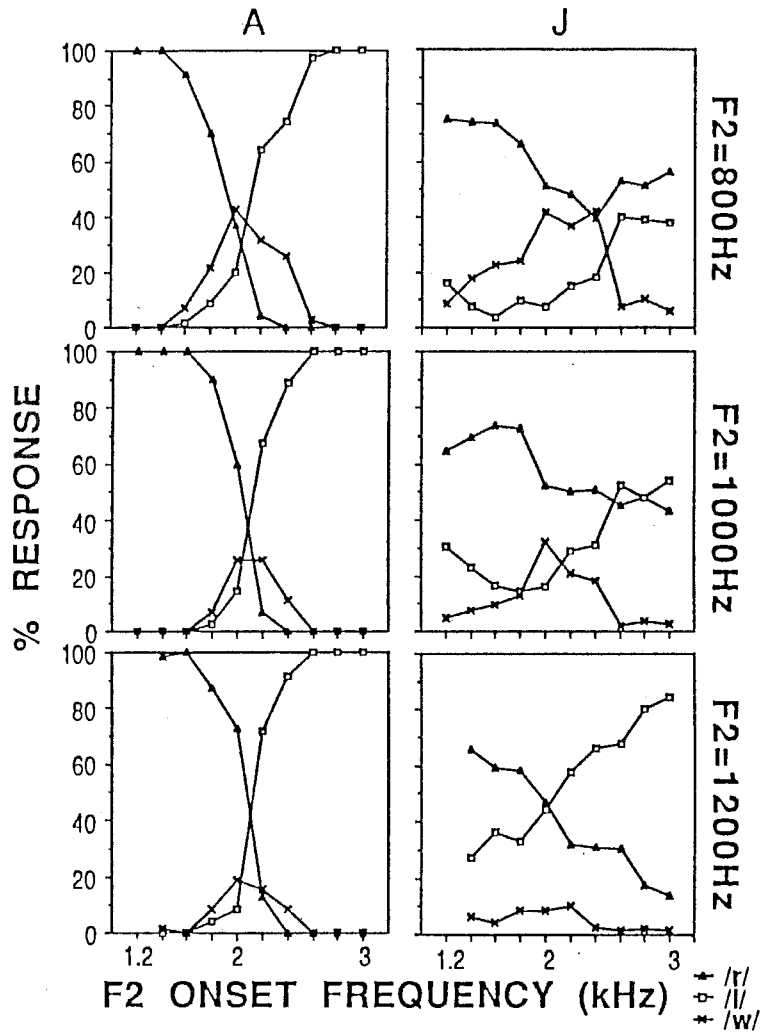 A J
100
80
60
40
20
0
F2=800Hz
100
80
60
40
20
0
F2=1000Hz
% RESPONSE
100
80
60
40
20
0
F2=1200Hz
1.2 2 3 1.2 2 3
F2 ONSET FREQUENCY (kHz)
/r/
/l/
/w/